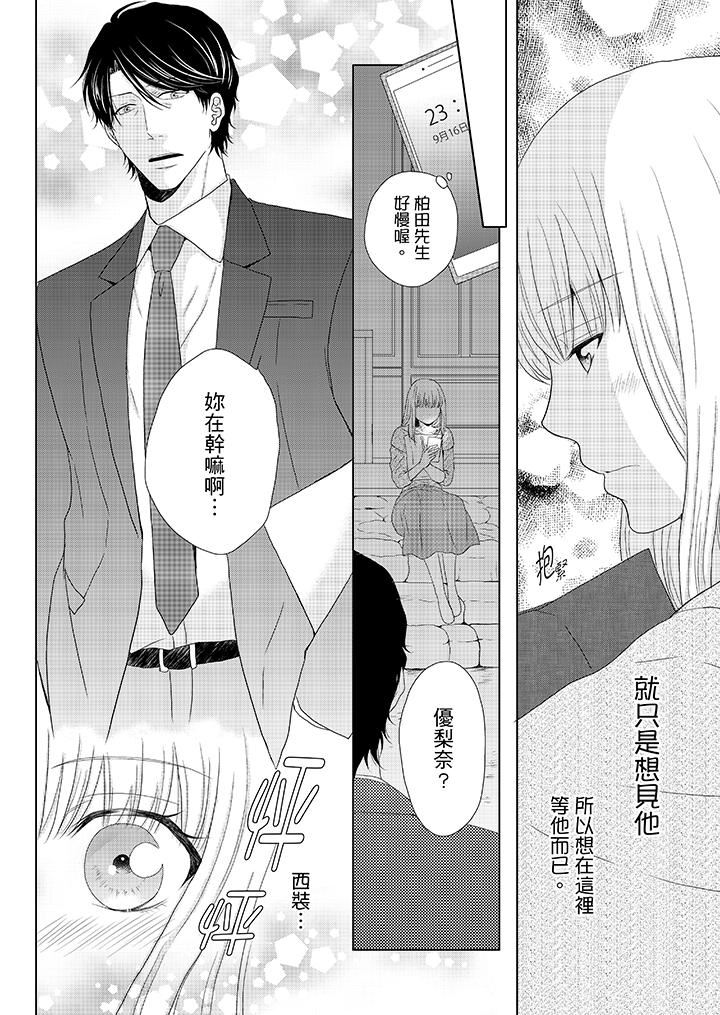 就只是想見他
所以想在這裡
等他而已。
抱緊
23：
9月16日
柏田先生
好慢喔。
優梨奈？
妳在幹嘛啊…
西裝…
怦
怦